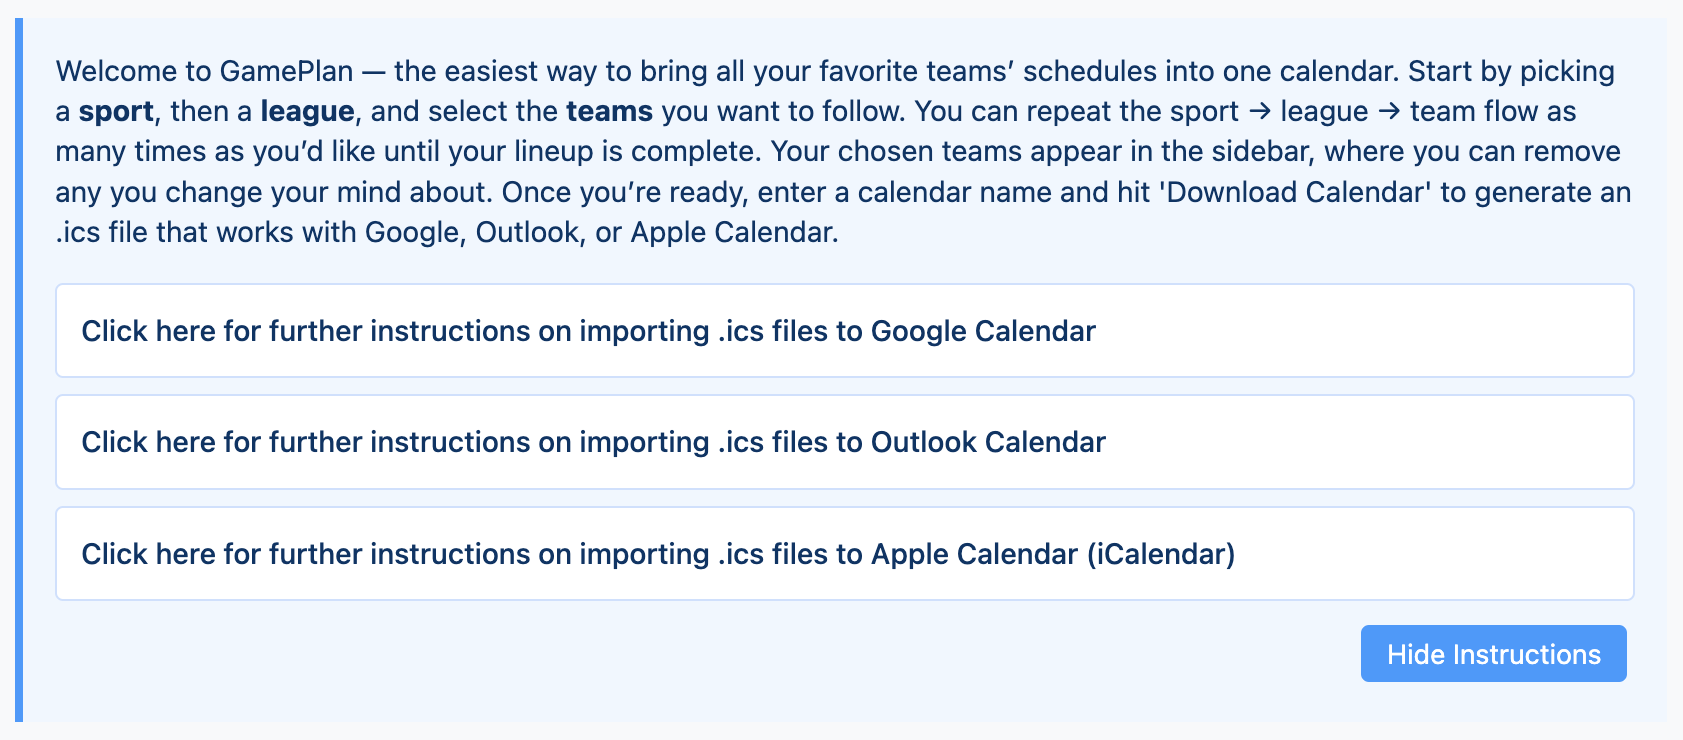 Welcome to GamePlan — the easiest way to bring all your favorite teams’ schedules into one calendar. Start by picking
a sport, then a league, and select the teams you want to follow. You can repeat the sport → league → team flow as
many times as you’d like until your lineup is complete. Your chosen teams appear in the sidebar, where you can remove
any you change your mind about. Once you’re ready, enter a calendar name and hit 'Download Calendar' to generate an
.ics file that works with Google, Outlook, or Apple Calendar.
Click here for further instructions on importing .ics files to Google Calendar
Click here for further instructions on importing .ics files to Outlook Calendar
Click here for further instructions on importing .ics files to Apple Calendar (iCalendar)
Hide Instructions